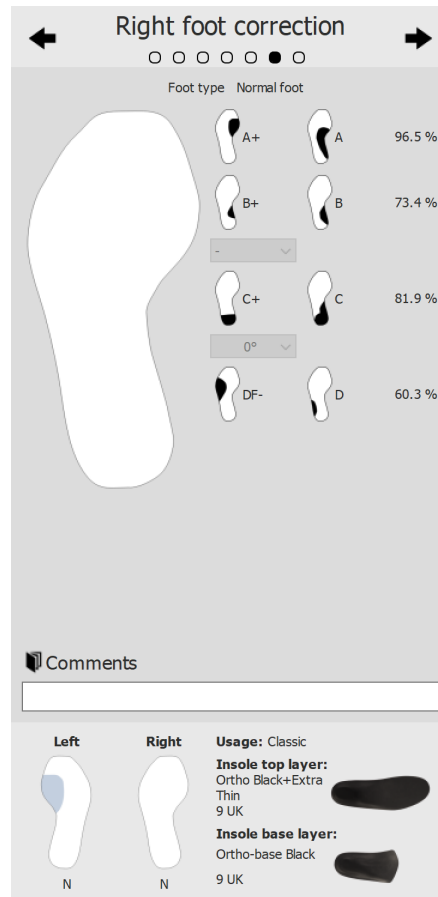 Right foot correction
Foot type Normal foot
A+ A 96.5 %
B+ B 73.4 %
-
C+ C 81.9 %
0°
DF- D 60.3 %
Comments
Left Right Usage: Classic
Insole top layer:
Ortho Black+Extra
Thin
9 UK
Insole base layer:
Ortho-base Black
9 UK
N N